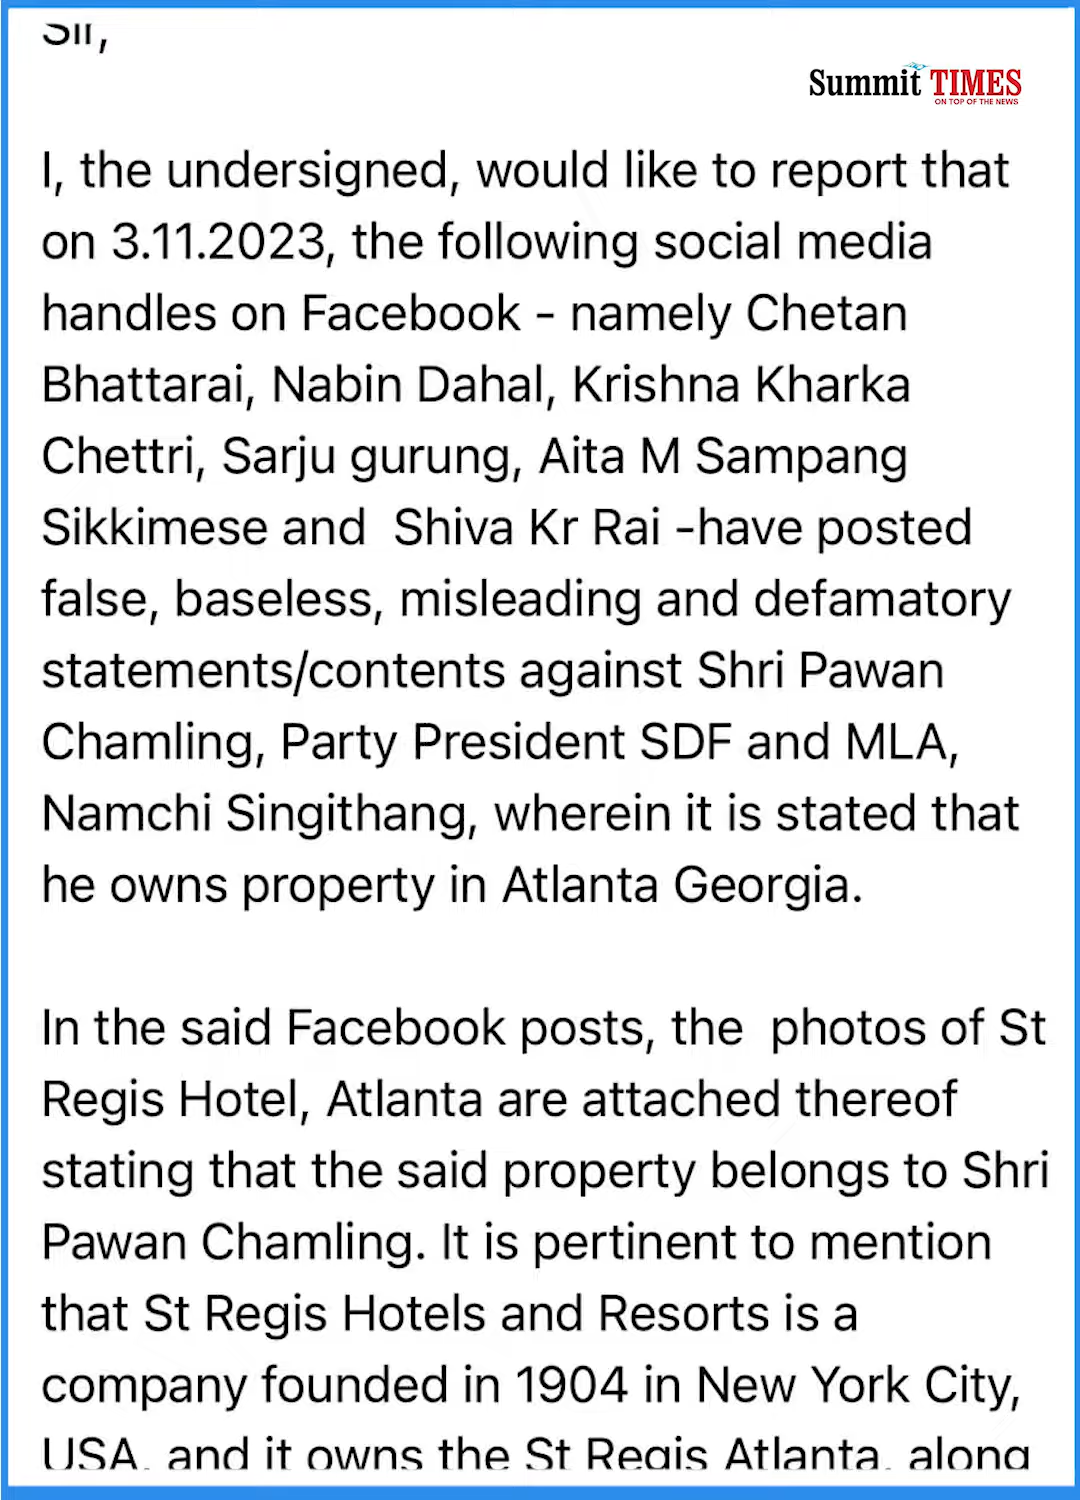 Sir,
Summit TIMES
ON TOP OF THE NEWS
I, the undersigned, would like to report that
on 3.11.2023, the following social media
handles on Facebook - namely Chetan
Bhattarai, Nabin Dahal, Krishna Kharka
Chettri, Sarju gurung, Aita M Sampang
Sikkimese and  Shiva Kr Rai -have posted
false, baseless, misleading and defamatory
statements/contents against Shri Pawan
Chamling, Party President SDF and MLA,
Namchi Singithang, wherein it is stated that
he owns property in Atlanta Georgia.
In the said Facebook posts, the  photos of St
Regis Hotel, Atlanta are attached thereof
stating that the said property belongs to Shri
Pawan Chamling. It is pertinent to mention
that St Regis Hotels and Resorts is a
company founded in 1904 in New York City,
USA, and it owns the St Regis Atlanta, along